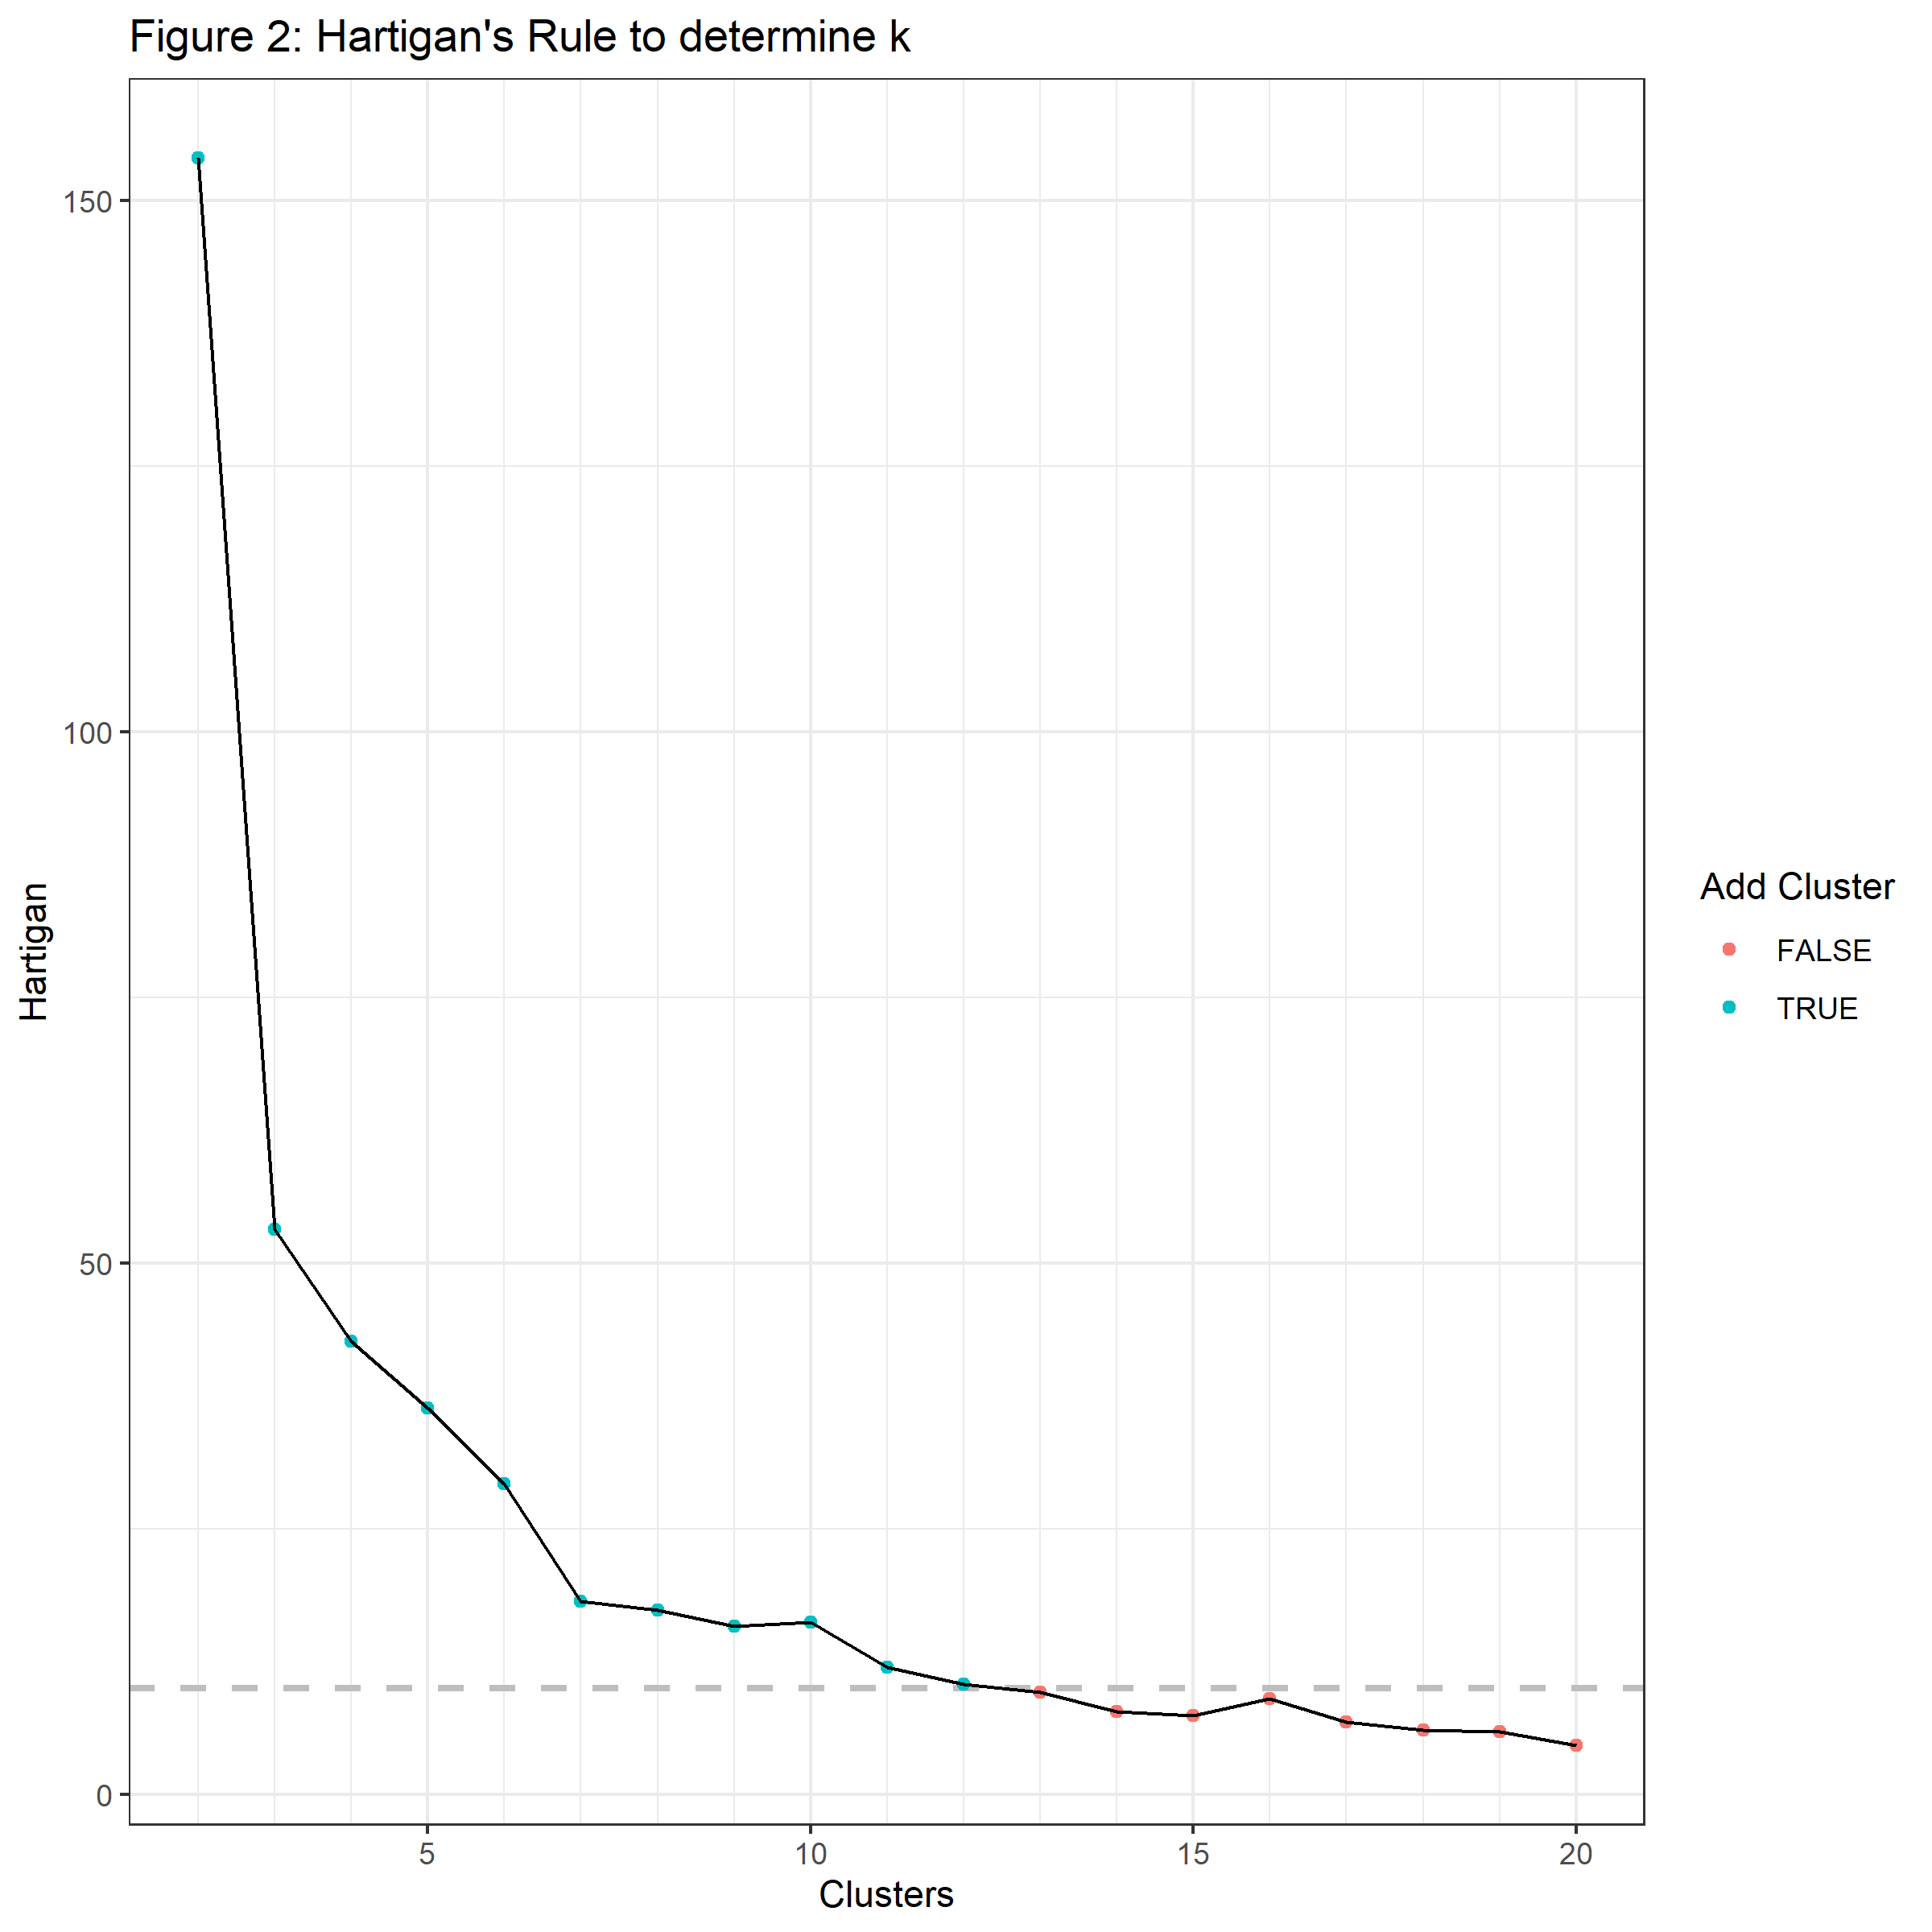 Figure 2: Hartigan's Rule to determine k
150
100
50
0
Hartigan
5
10
15
20
Clusters
Add Cluster
FALSE
TRUE